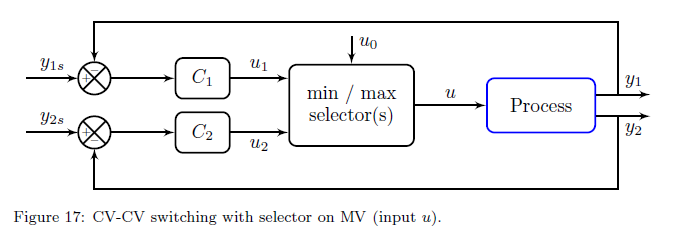 u₀
y₁ₛ
C₁
u₁
min / max
selector(s)
u
Process
y₁
y₂ₛ
C₂
u₂
y₂
+
−
+
−
Figure 17: CV-CV switching with selector on MV (input u).